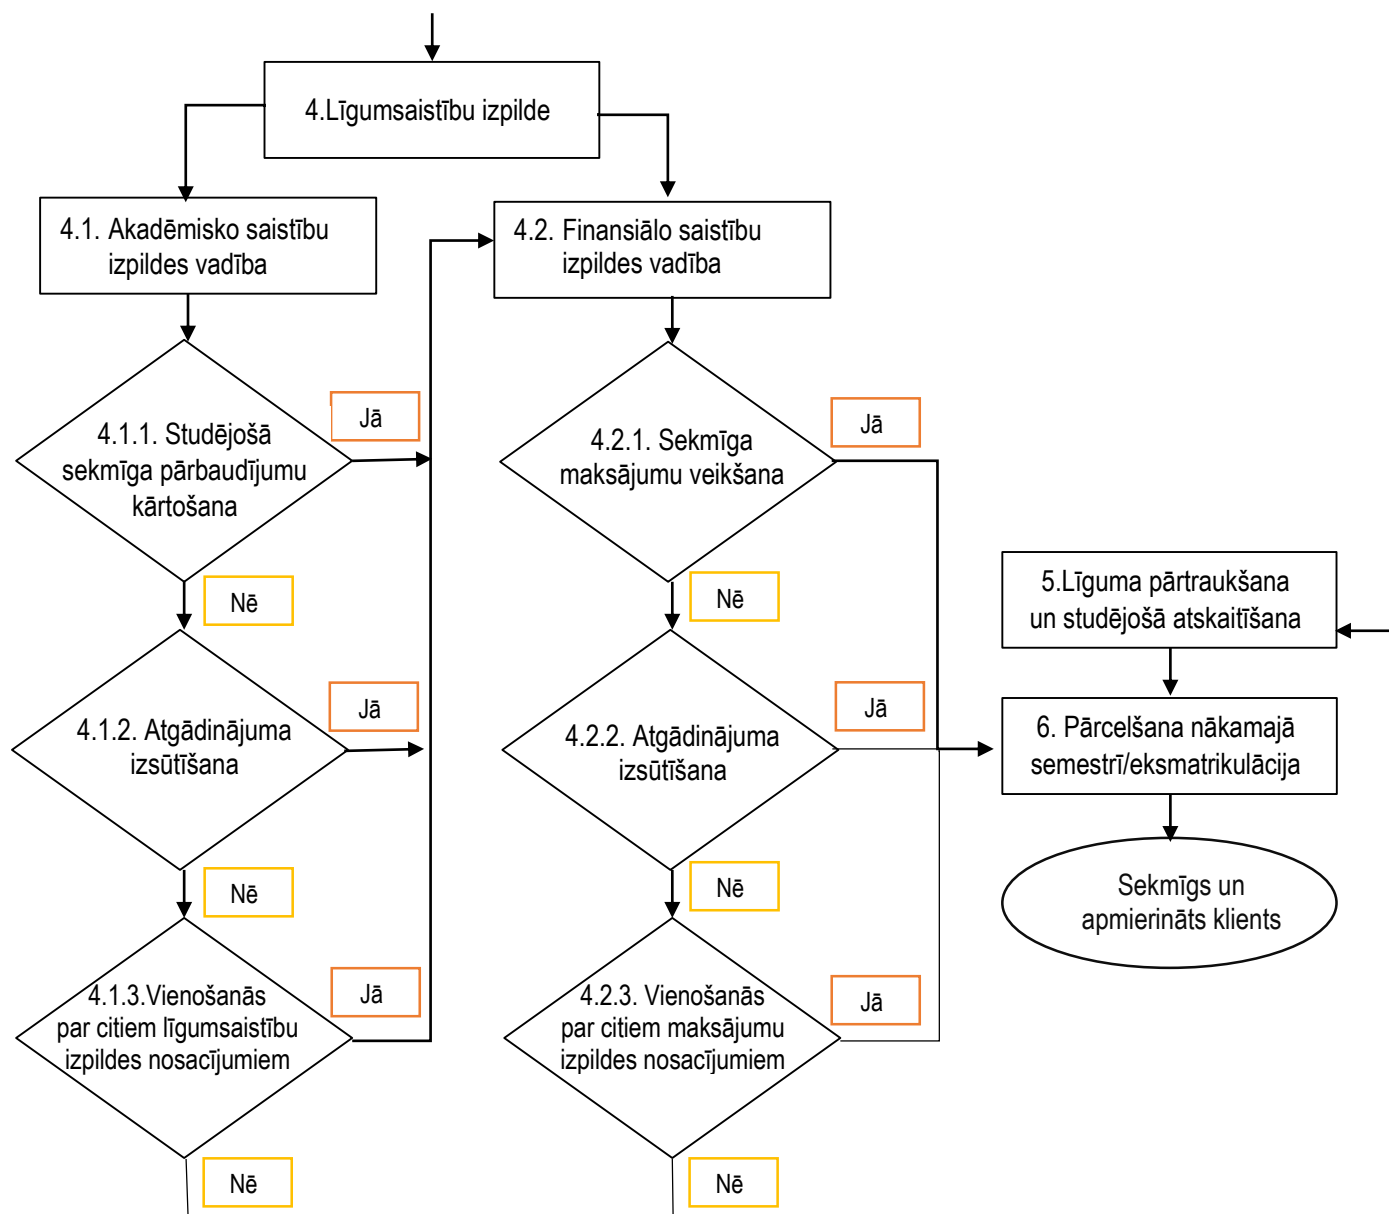 4.Līgumsaistību izpilde
4.1. Akadēmisko saistību
izpildes vadība
4.2. Finansiālo saistību
izpildes vadība
4.1.1. Studējošā
sekmīga pārbaudījumu
kārtošana
Jā
4.2.1. Sekmīga
maksājumu veikšana
Jā
Nē
Nē
5.Līguma pārtraukšana
un studējošā atskaitīšana
4.1.2. Atgādinājuma
izsūtīšana
Jā
4.2.2. Atgādinājuma
izsūtīšana
Jā
6. Pārcelšana nākamajā
semestrī/eksmatrikulācija
Nē
Nē
Sekmīgs un
apmierināts klients
4.1.3.Vienošanās
par citiem līgumsaistību
izpildes nosacījumiem
Jā
4.2.3. Vienošanās
par citiem maksājumu
izpildes nosacījumiem
Jā
Nē
Nē